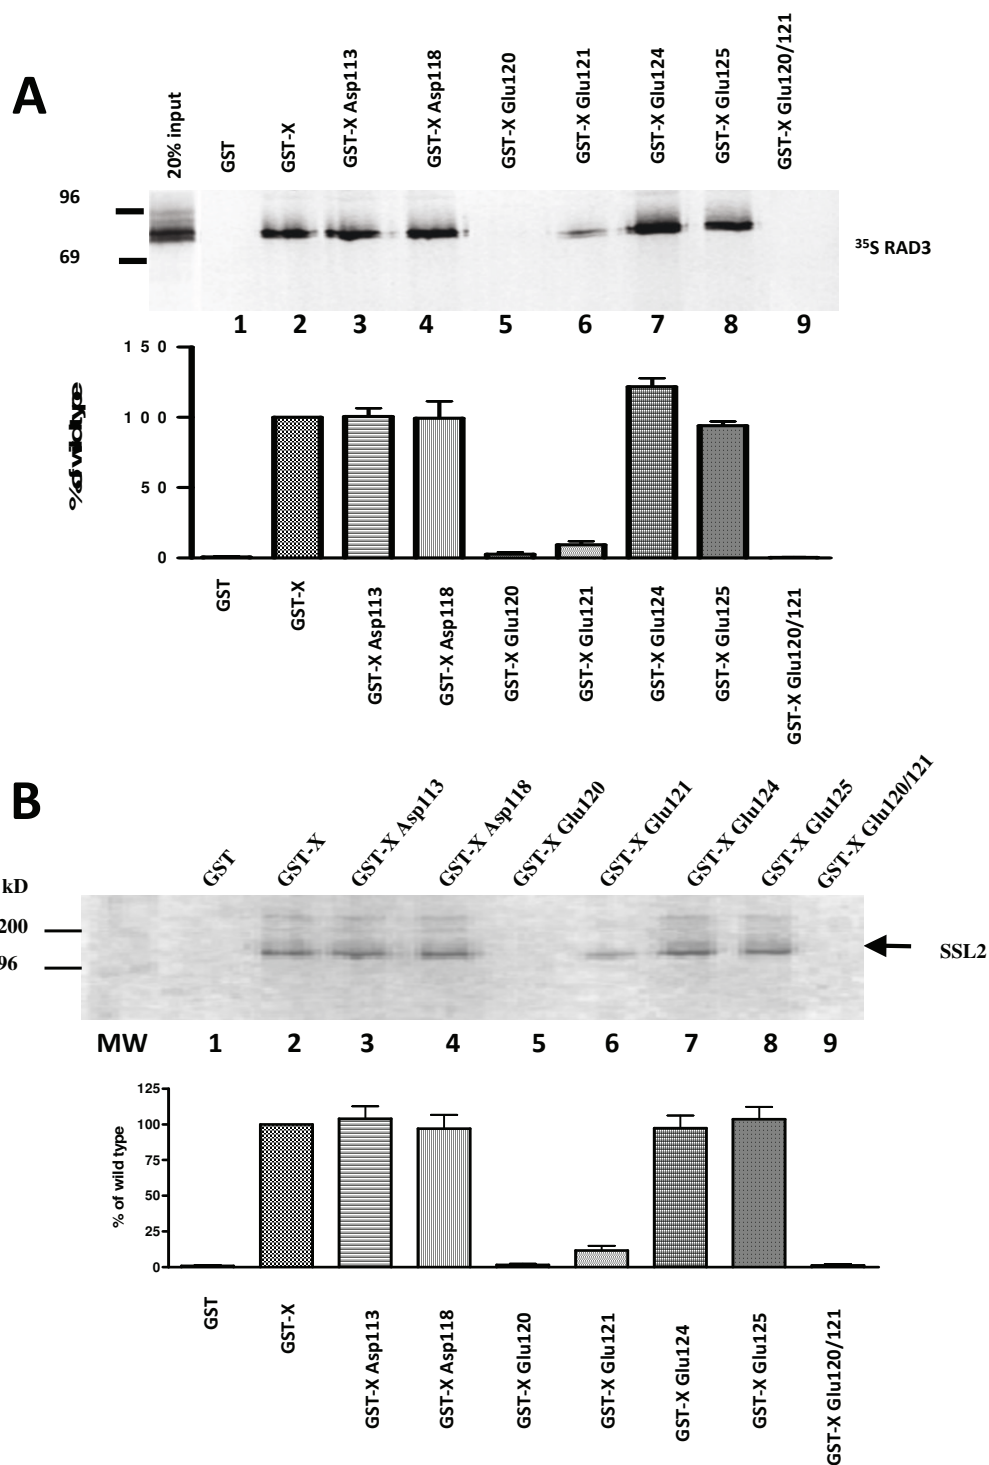 A
20% input
GST
GST-X
GST-X Asp113
GST-X Asp118
GST-X Glu120
GST-X Glu121
GST-X Glu124
GST-X Glu125
GST-X Glu120/121
96
69
35S RAD3
1 2 3 4 5 6 7 8 9
% of wild type
150
100
50
0
GST
GST-X
GST-X Asp113
GST-X Asp118
GST-X Glu120
GST-X Glu121
GST-X Glu124
GST-X Glu125
GST-X Glu120/121
B
GST
GST-X
GST-X Asp113
GST-X Asp118
GST-X Glu120
GST-X Glu121
GST-X Glu124
GST-X Glu125
GST-X Glu120/121
kD
200
96
SSL2
MW 1 2 3 4 5 6 7 8 9
% of wild type
125
100
75
50
25
0
GST
GST-X
GST-X Asp113
GST-X Asp118
GST-X Glu120
GST-X Glu121
GST-X Glu124
GST-X Glu125
GST-X Glu120/121